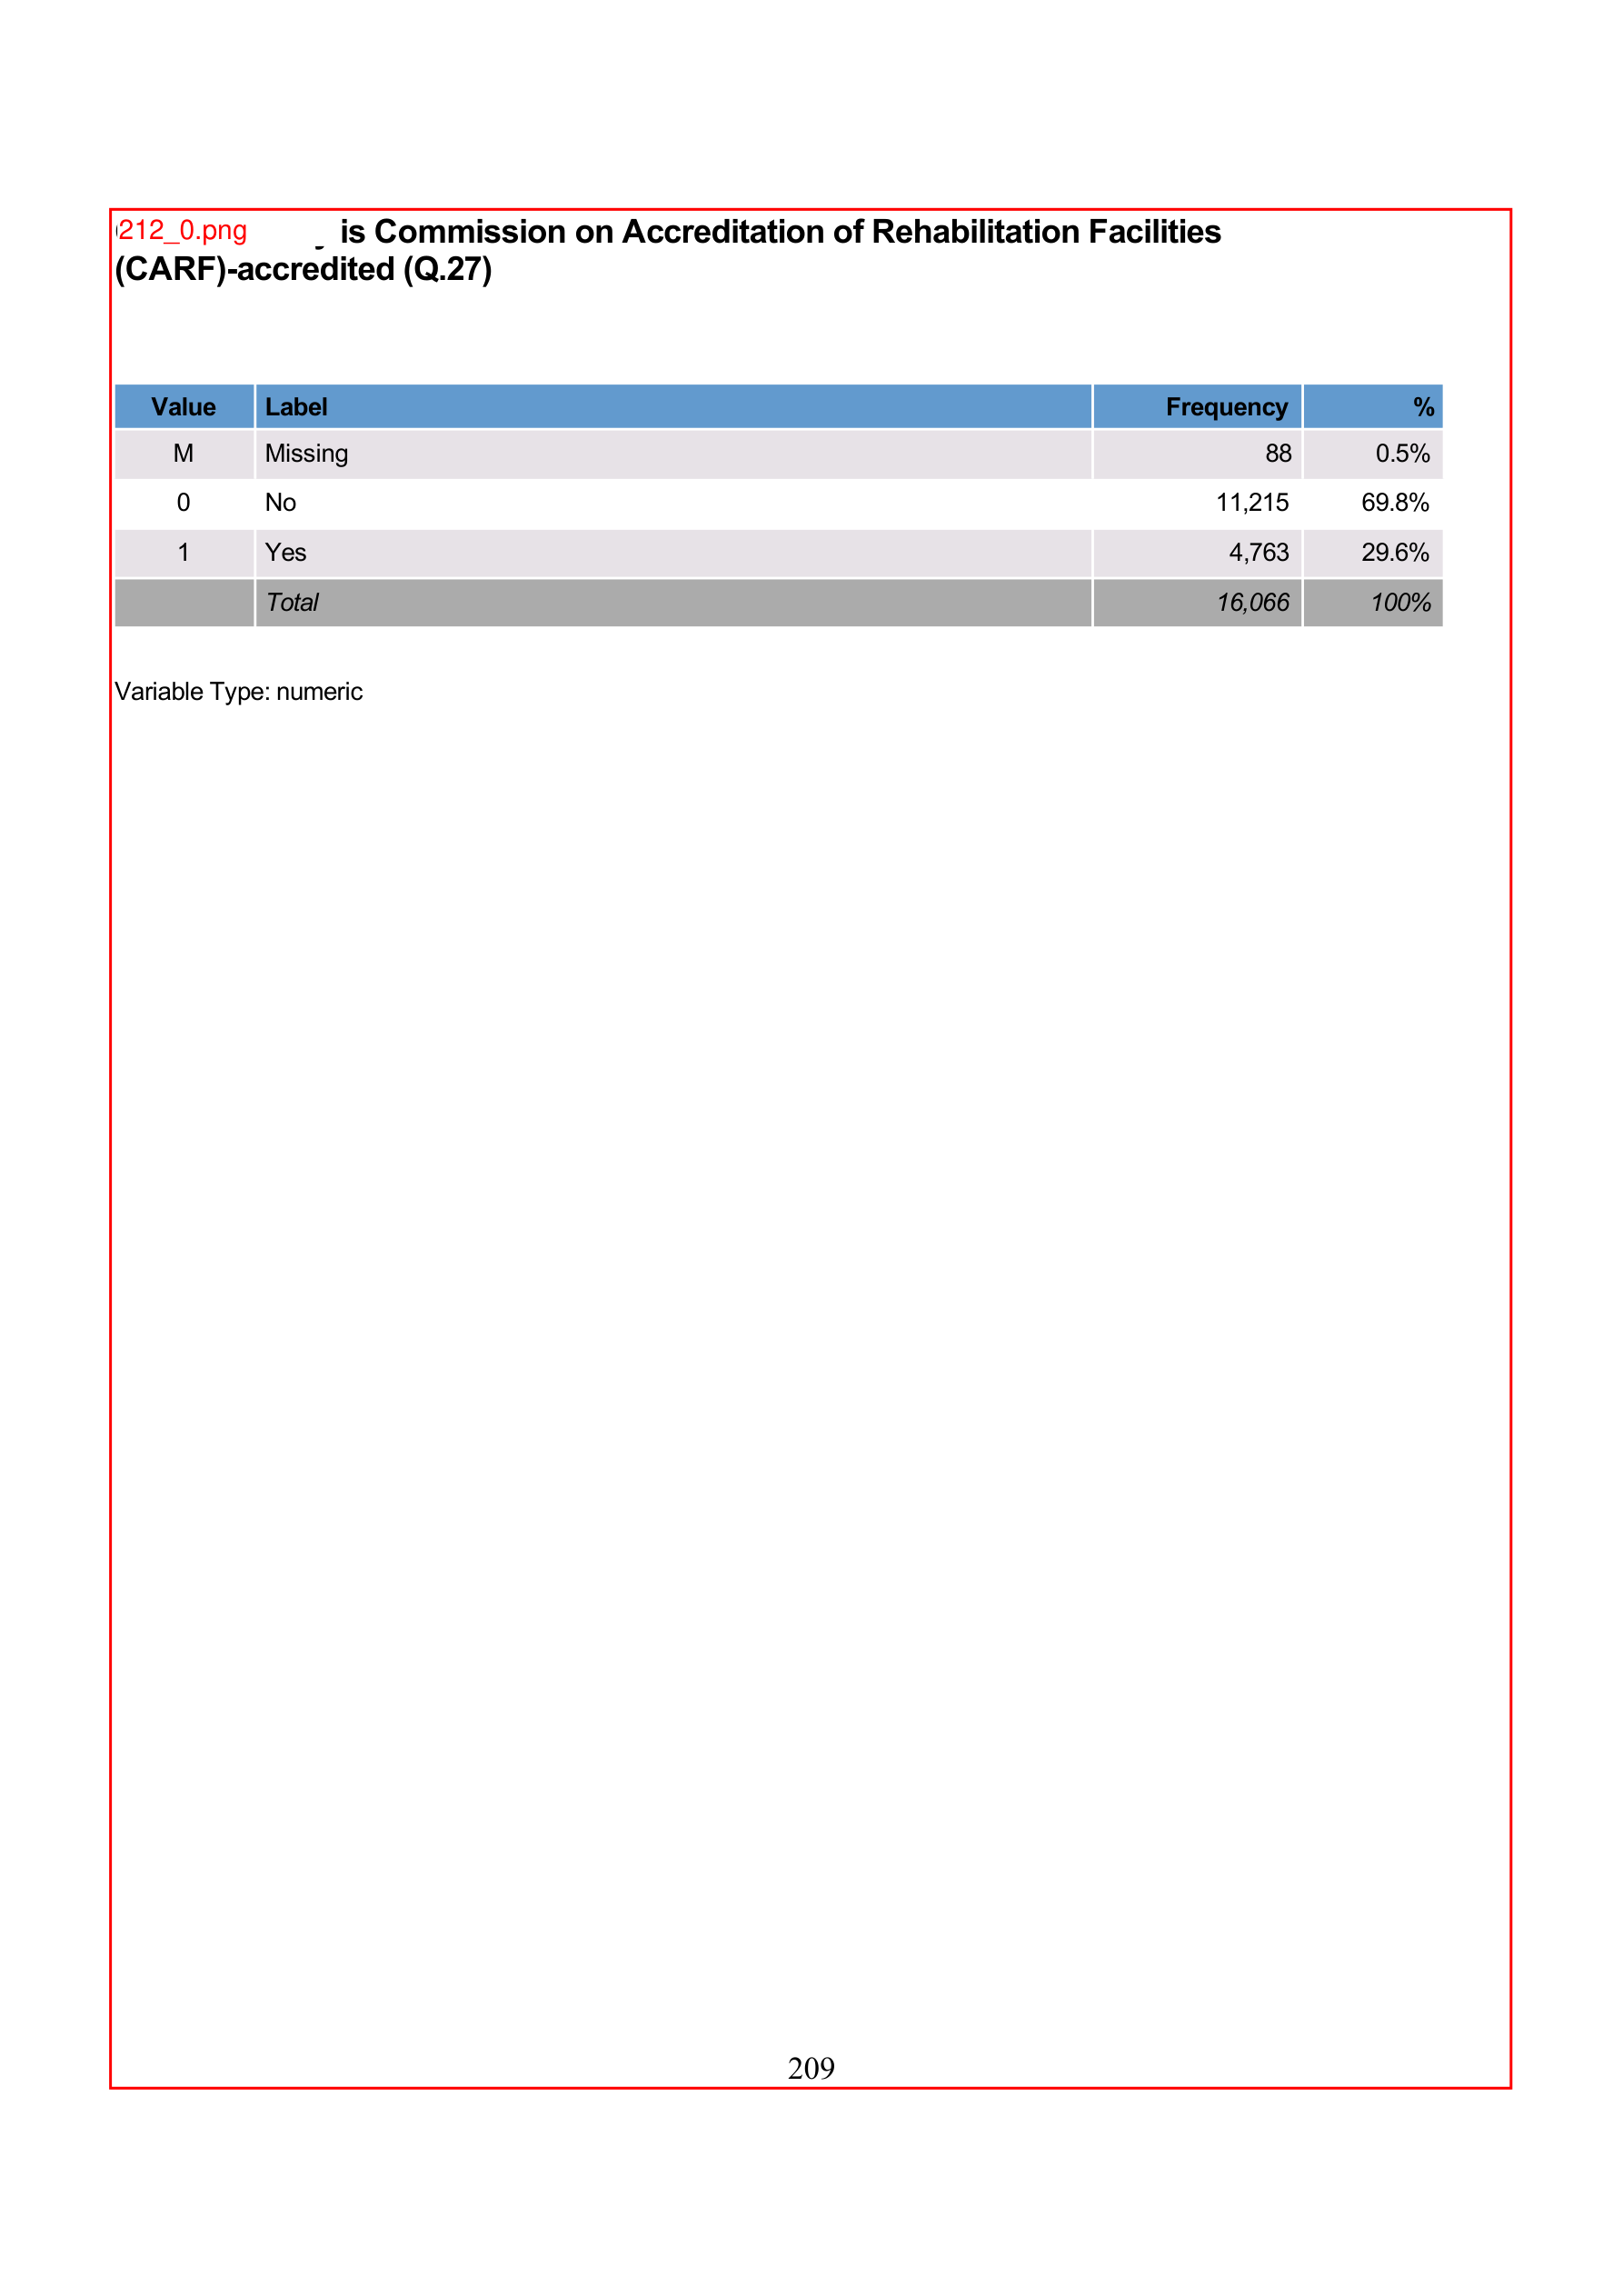 212_0.png is Commission on Accreditation of Rehabilitation Facilities
(CARF)-accredited (Q.27)
Value Label Frequency %
M Missing 88 0.5%
0 No 11,215 69.8%
1 Yes 4,763 29.6%
Total 16,066 100%
Variable Type: numeric
209